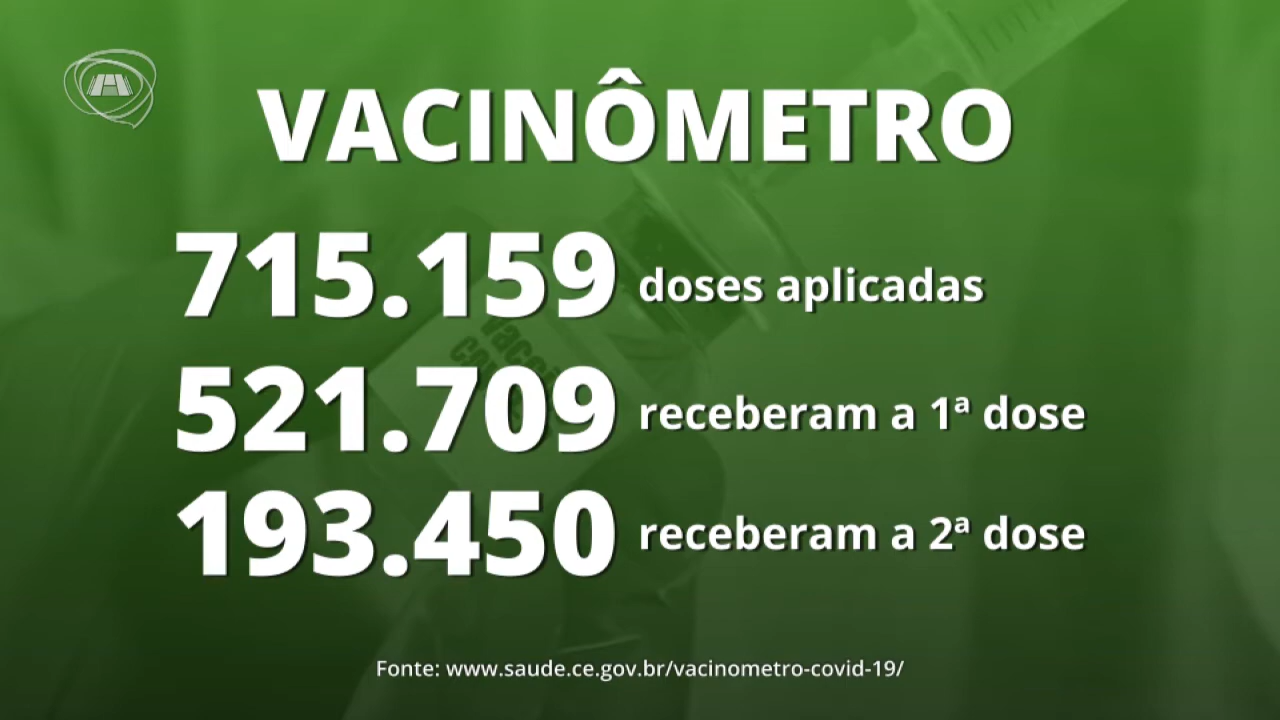 VACINÔMETRO
715.159 doses aplicadas
521.709 receberam a 1ª dose
193.450 receberam a 2ª dose
Fonte: www.saude.ce.gov.br/vacinometro-covid-19/